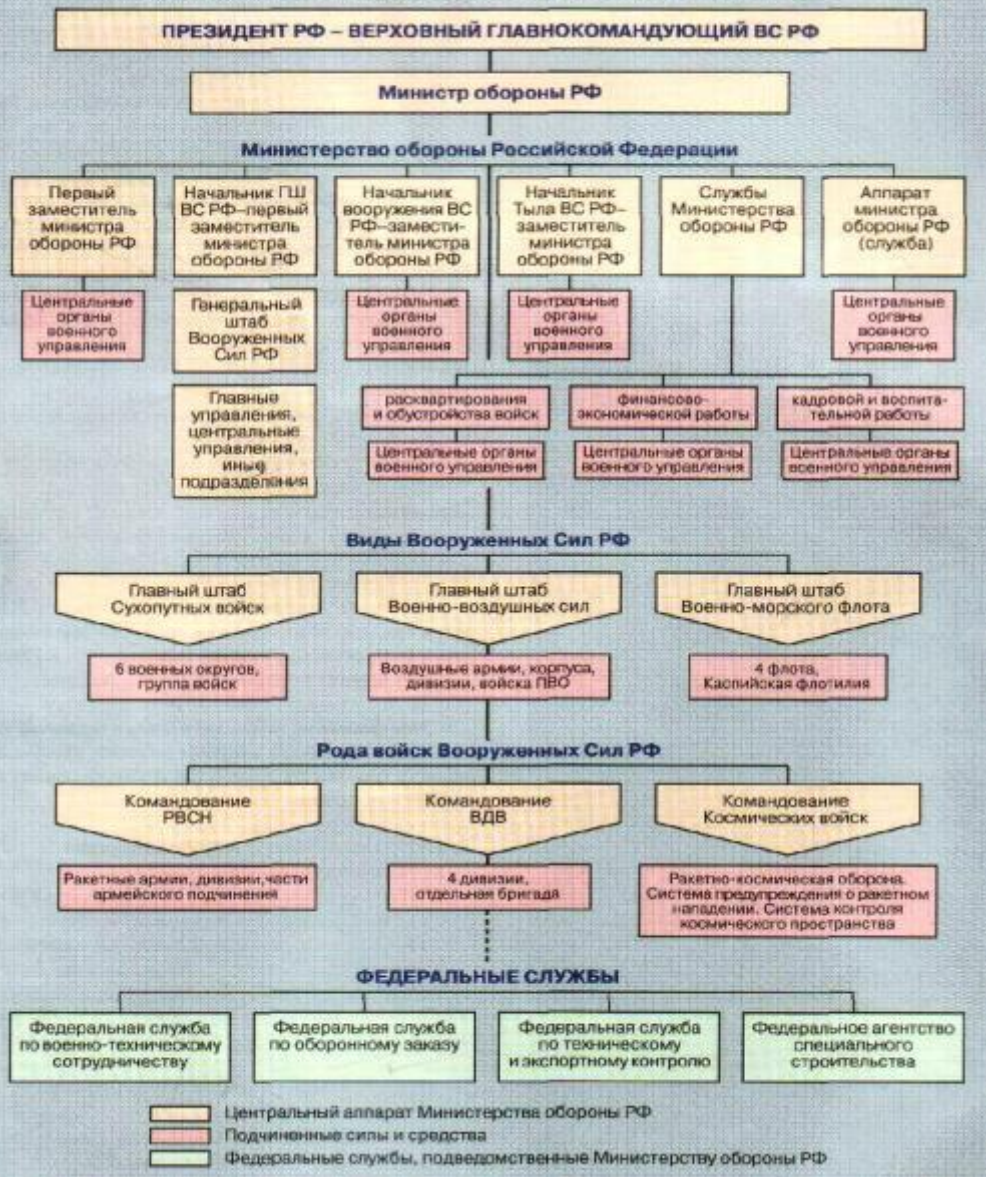 ПРЕЗИДЕНТ РФ – ВЕРХОВНЫЙ ГЛАВНОКОМАНДУЮЩИЙ ВС РФ
Министр обороны РФ
Министерство обороны Российской Федерации
Первый
заместитель
министра
обороны РФ
Начальник ГШ
ВС РФ–первый
заместитель
министра
обороны РФ
Начальник
вооружения ВС
РФ–замести-
тель министра
обороны РФ
Начальник
Тыла ВС РФ–
заместитель
министра
обороны РФ
Службы
Министерства
обороны РФ
Аппарат
министра
обороны РФ
(служба)
Центральные
органы
военного
управления
Генеральный
штаб
Вооруженных
Сил РФ
Центральные
органы
военного
управления
Центральные
органы
военного
управления
Центральные
органы
военного
управления
Главные
управления,
центральные
управления,
иные
подразделения
расквартирования
и обустройства войск
финансово-
экономической работы
кадровой и воспита-
тельной работы
Центральные органы
военного управления
Центральные органы
военного управления
Центральные органы
военного управления
Виды Вооруженных Сил РФ
Главный штаб
Сухопутных войск
Главный штаб
Военно-воздушных сил
Главный штаб
Военно-морского флота
6 военных округов,
группа войск
Воздушные армии, корпуса,
дивизии, войска ПВО
4 флота,
Каспийская флотилия
Рода войск Вооруженных Сил РФ
Командование
РВСН
Командование
ВДВ
Командование
Космических войск
Ракетные армии, дивизии,части
армейского подчинения
4 дивизии,
отдельная бригада
Ракетно-космическая оборона.
Система предупреждения о ракетном
нападении. Система контроля
космического пространства
ФЕДЕРАЛЬНЫЕ СЛУЖБЫ
Федеральная служба
по военно-техническому
сотрудничеству
Федеральная служба
по оборонному заказу
Федеральная служба
по техническому
и экспортному контролю
Федеральное агентство
специального
строительства
Центральный аппарат Министерства обороны РФ
Подчиненные силы и средства
Федеральные службы, подведомственные Министерству обороны РФ